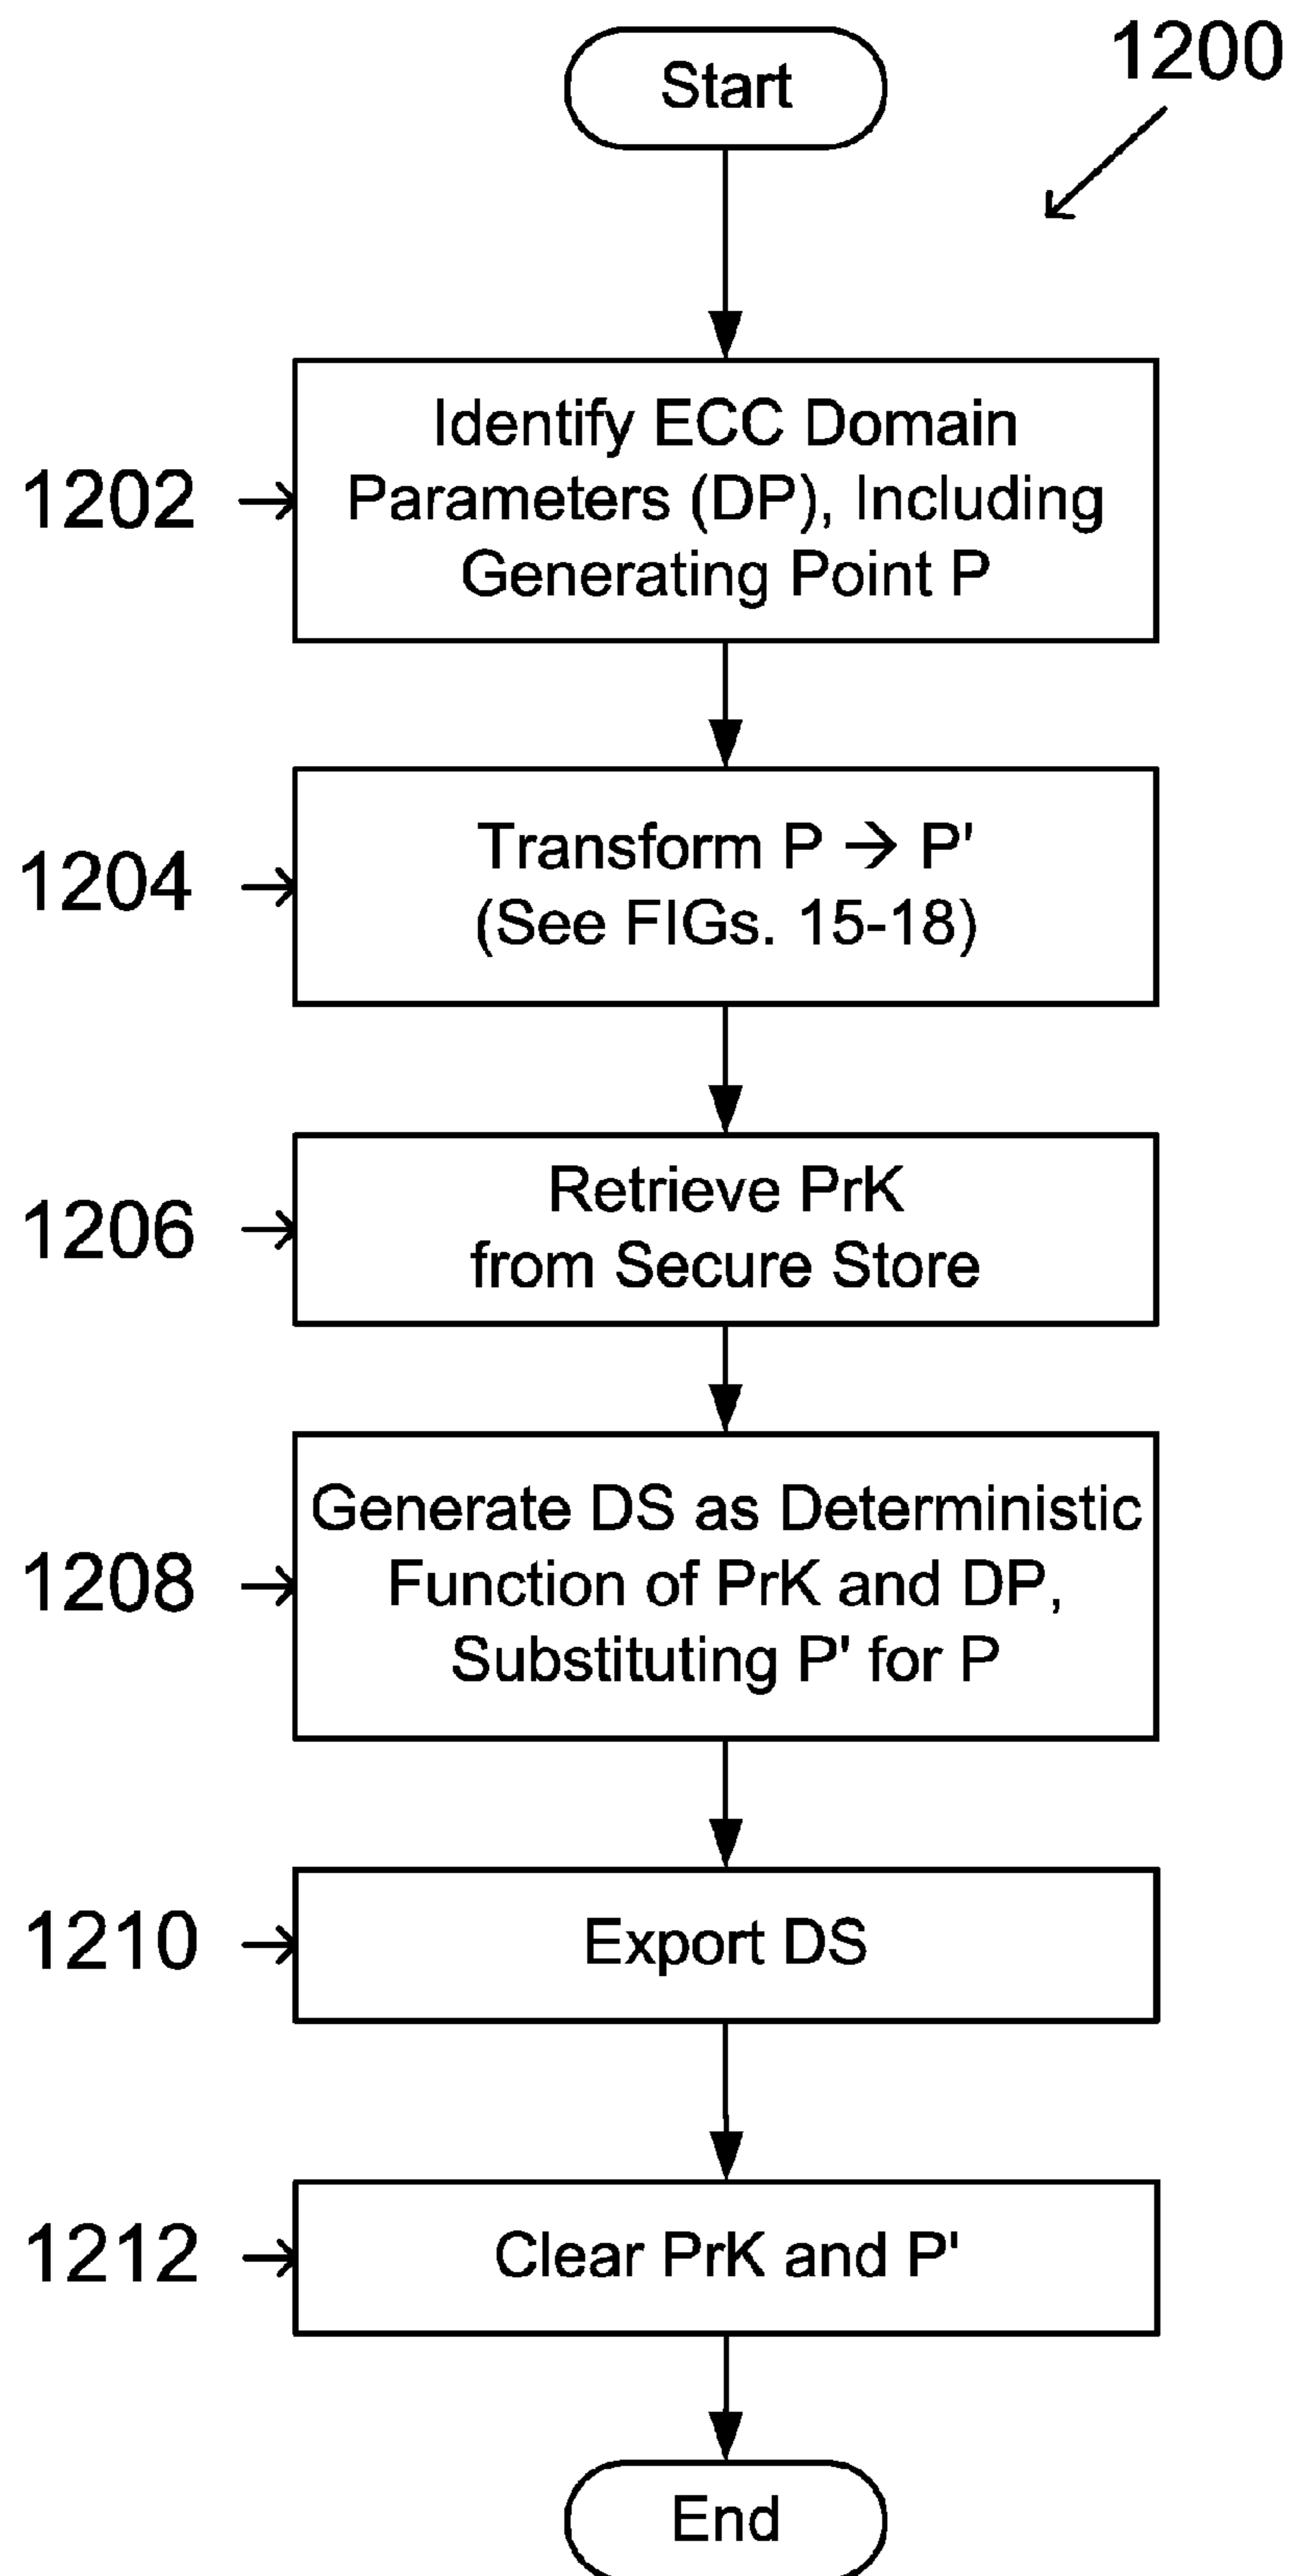 Start
1200
1202
Identify ECC Domain
Parameters (DP), Including
Generating Point P
1204
Transform P → P'
(See FIGs. 15-18)
1206
Retrieve PrK
from Secure Store
1208
Generate DS as Deterministic
Function of PrK and DP,
Substituting P' for P
1210
Export DS
1212
Clear PrK and P'
End